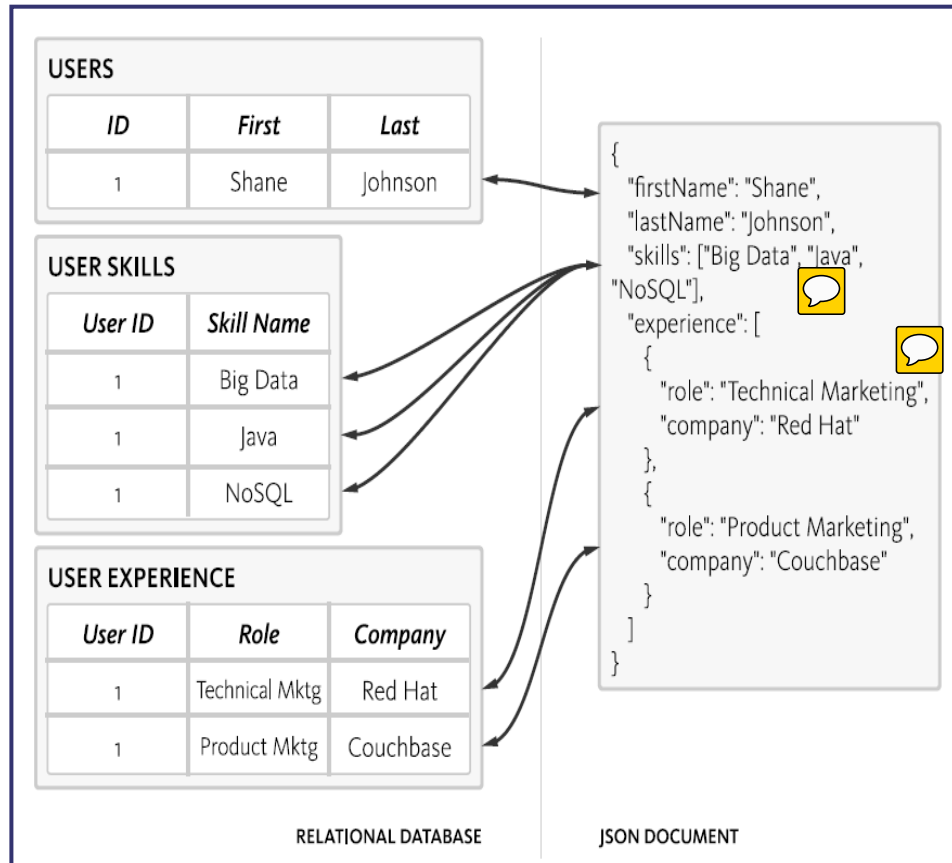 USERS
ID First Last
1 Shane Johnson
USER SKILLS
User ID Skill Name
1 Big Data
1 Java
1 NoSQL
USER EXPERIENCE
User ID Role Company
1 Technical Mktg Red Hat
1 Product Mktg Couchbase
RELATIONAL DATABASE
{
"firstName": "Shane",
"lastName": "Johnson",
"skills": ["Big Data", "Java",
"NoSQL"],
"experience": [
{
"role": "Technical Marketing",
"company": "Red Hat"
},
{
"role": "Product Marketing",
"company": "Couchbase"
}
]
}
JSON DOCUMENT